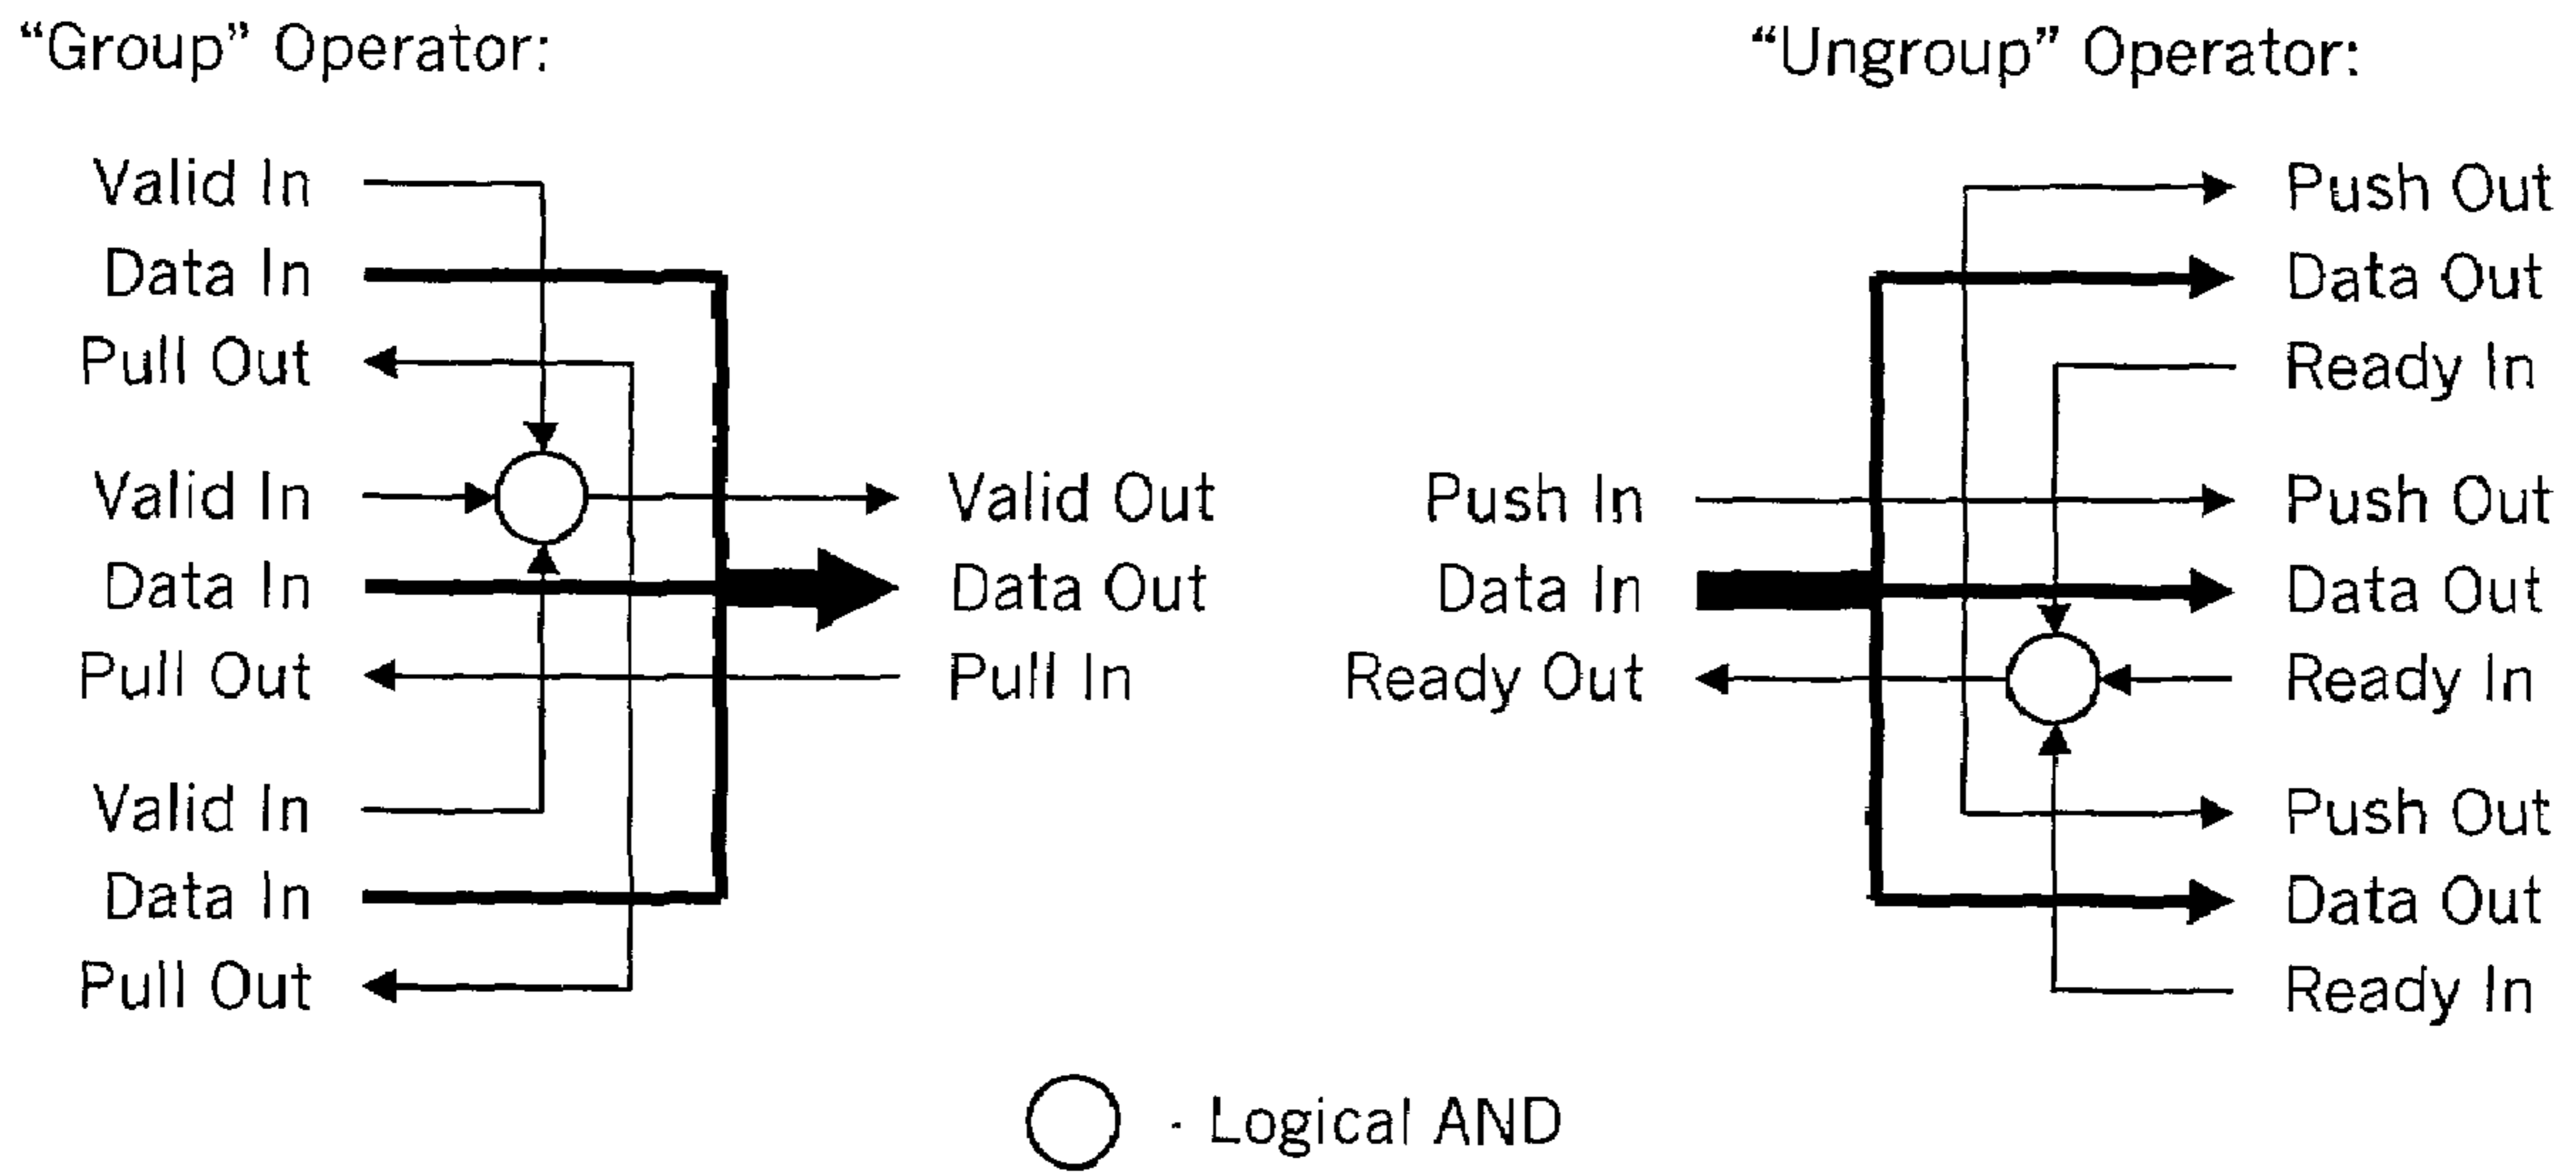 “Group” Operator:
Valid In
Data In
Pull Out
Valid In
Data In
Pull Out
Valid In
Data In
Pull Out
Valid Out
Data Out
Pull In
“Ungroup” Operator:
Push In
Data In
Ready Out
Push Out
Data Out
Ready In
Push Out
Data Out
Ready In
Push Out
Data Out
Ready In
- Logical AND